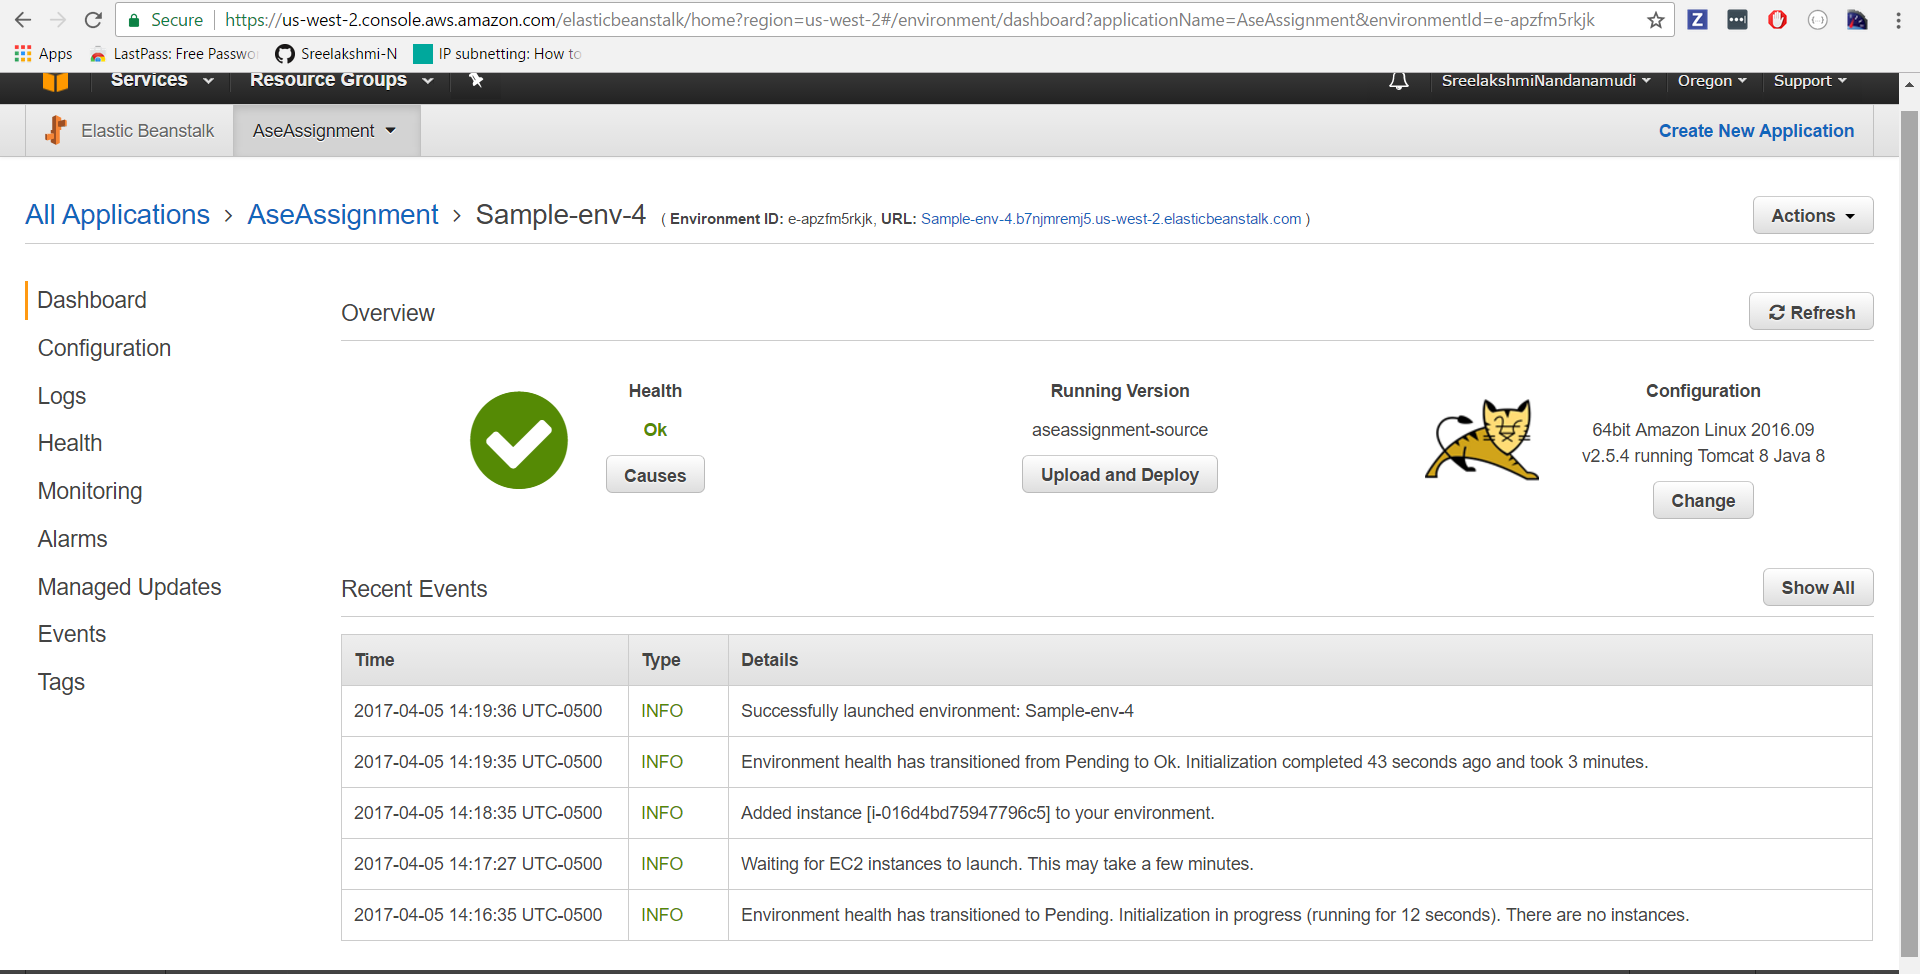 Secure https://us-west-2.console.aws.amazon.com/elasticbeanstalk/home?region=us-west-2#/environment/dashboard?applicationName=AseAssignment&environmentId=e-apzfm5rkjk
Apps LastPass: Free Passwo Sreelakshmi-N IP subnetting: How to
Services Resource Groups SreelakshmiNandanamudi Oregon Support
Elastic Beanstalk AseAssignment Create New Application
All Applications > AseAssignment > Sample-env-4 ( Environment ID: e-apzfm5rkjk, URL: Sample-env-4.b7njmremj5.us-west-2.elasticbeanstalk.com ) Actions
Dashboard
Configuration
Logs
Health
Monitoring
Alarms
Managed Updates
Events
Tags
Overview Refresh
Health
Ok
Causes
Running Version
aseassignment-source
Upload and Deploy
Configuration
64bit Amazon Linux 2016.09
v2.5.4 running Tomcat 8 Java 8
Change
Recent Events Show All
Time Type Details
2017-04-05 14:19:36 UTC-0500 INFO Successfully launched environment: Sample-env-4
2017-04-05 14:19:35 UTC-0500 INFO Environment health has transitioned from Pending to Ok. Initialization completed 43 seconds ago and took 3 minutes.
2017-04-05 14:18:35 UTC-0500 INFO Added instance [i-016d4bd75947796c5] to your environment.
2017-04-05 14:17:27 UTC-0500 INFO Waiting for EC2 instances to launch. This may take a few minutes.
2017-04-05 14:16:35 UTC-0500 INFO Environment health has transitioned to Pending. Initialization in progress (running for 12 seconds). There are no instances.